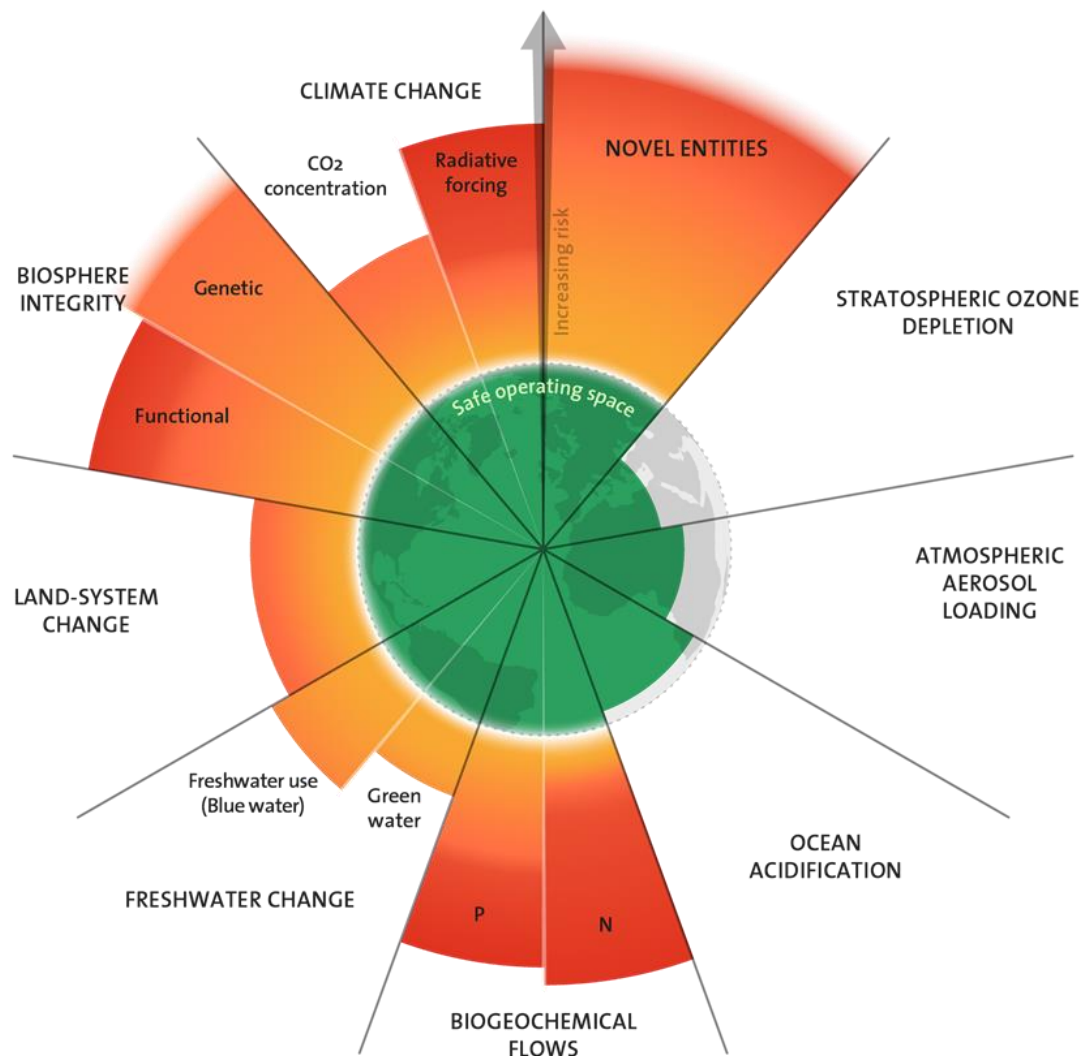 CLIMATE CHANGE
CO2
concentration
Radiative
forcing
NOVEL ENTITIES
Increasing risk
STRATOSPHERIC OZONE
DEPLETION
BIOSPHERE
INTEGRITY
Genetic
Functional
Safe operating space
ATMOSPHERIC
AEROSOL
LOADING
LAND-SYSTEM
CHANGE
Freshwater use
(Blue water)
Green
water
OCEAN
ACIDIFICATION
FRESHWATER CHANGE
P
N
BIOGEOCHEMICAL
FLOWS